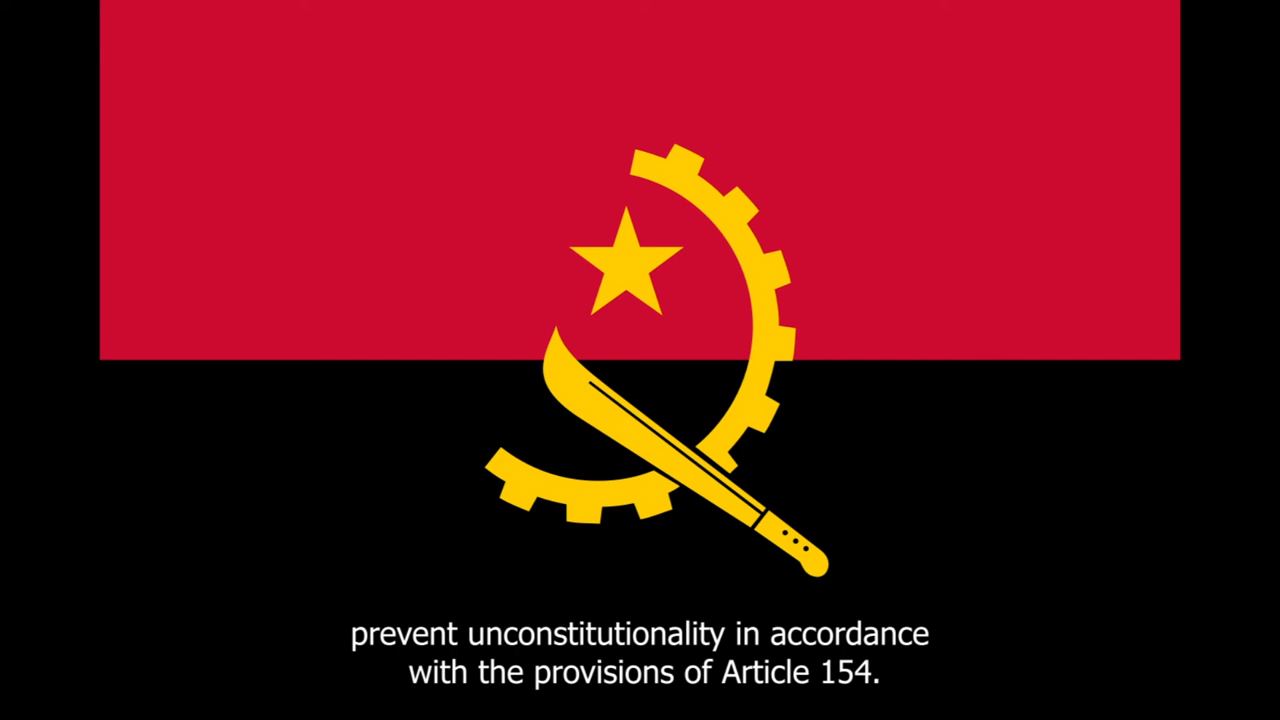 prevent unconstitutionality in accordance
with the provisions of Article 154.